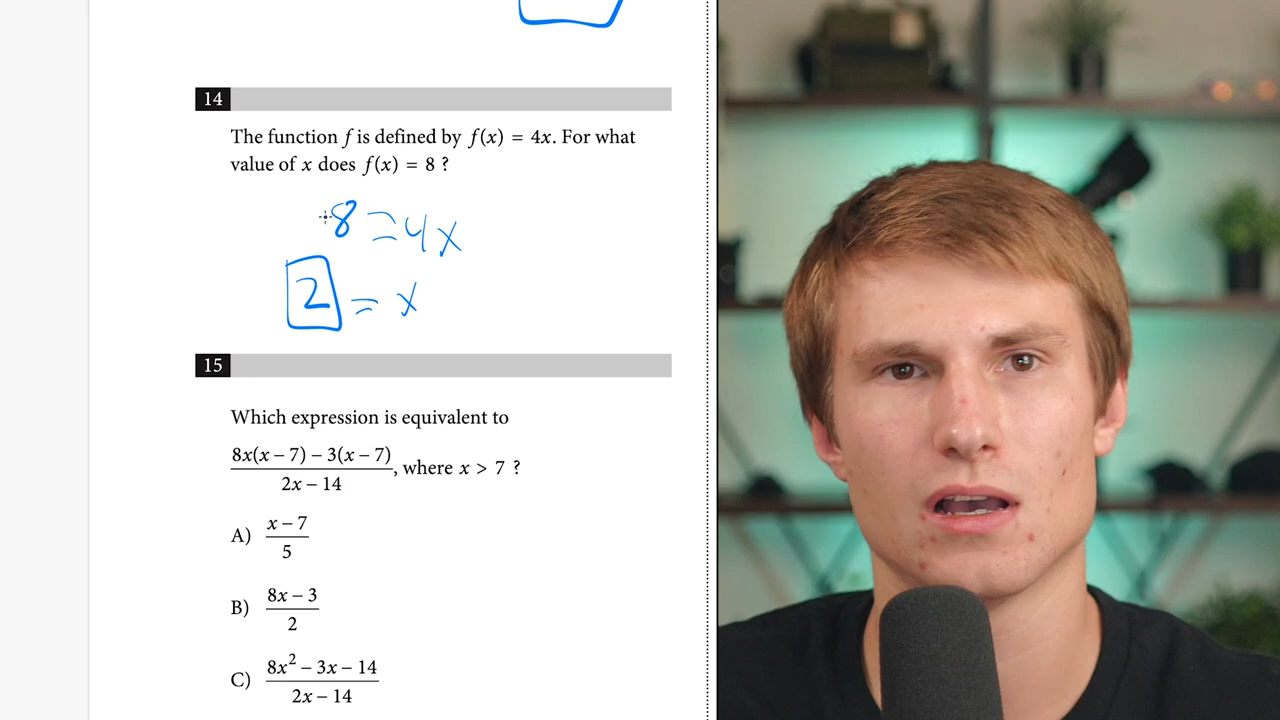 14
The function f is defined by f(x) = 4x. For what
value of x does f(x) = 8 ?
8 = 4x
2 = x
15
Which expression is equivalent to
8x(x − 7) − 3(x − 7)
2x − 14
, where x > 7 ?
A) x − 7
5
B) 8x − 3
2
C) 8x² − 3x − 14
2x − 14